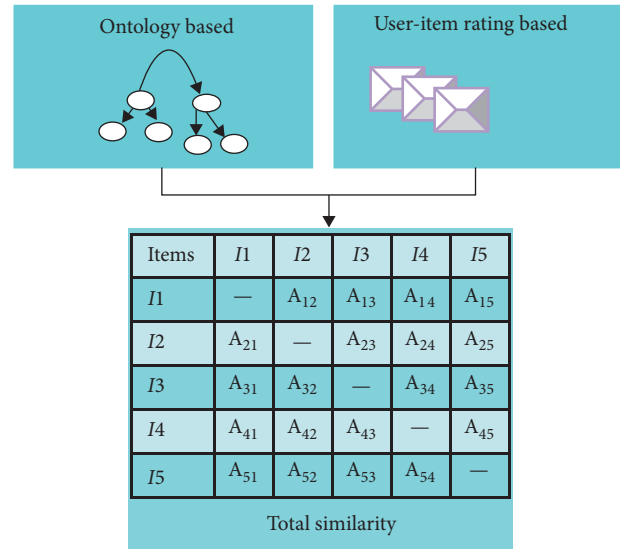 Ontology based
User-item rating based
Items I1 I2 I3 I4 I5
I1 — A₁₂ A₁₃ A₁₄ A₁₅
I2 A₂₁ — A₂₃ A₂₄ A₂₅
I3 A₃₁ A₃₂ — A₃₄ A₃₅
I4 A₄₁ A₄₂ A₄₃ — A₄₅
I5 A₅₁ A₅₂ A₅₃ A₅₄ —
Total similarity